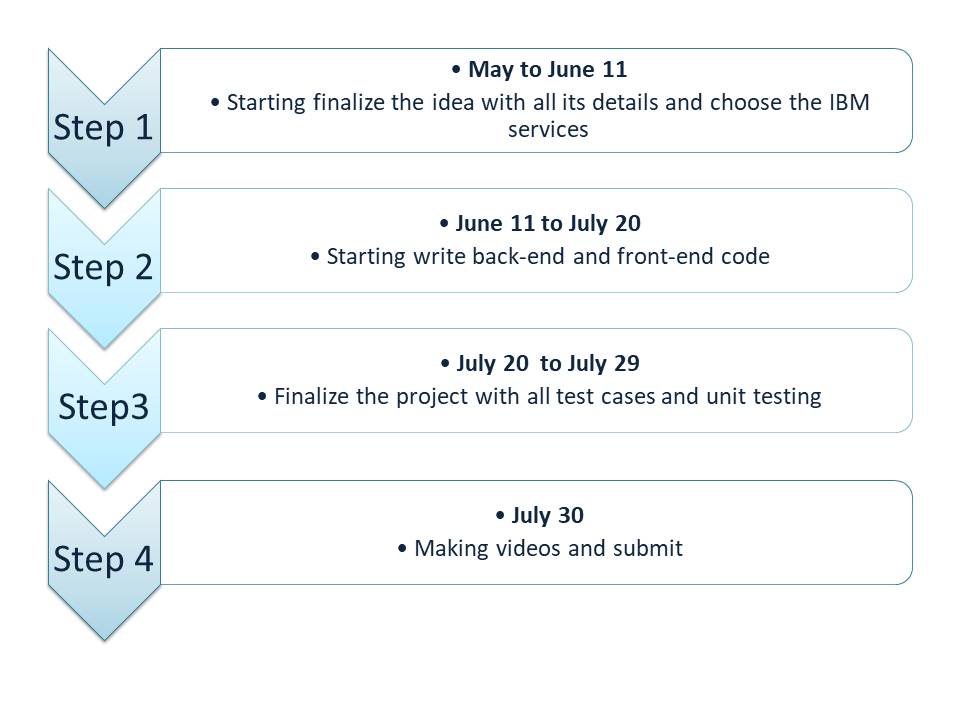 Step 1
• May to June 11
• Starting finalize the idea with all its details and choose the IBM
services
Step 2
• June 11 to July 20
• Starting write back-end and front-end code
Step3
• July 20  to July 29
• Finalize the project with all test cases and unit testing
Step 4
• July 30
• Making videos and submit